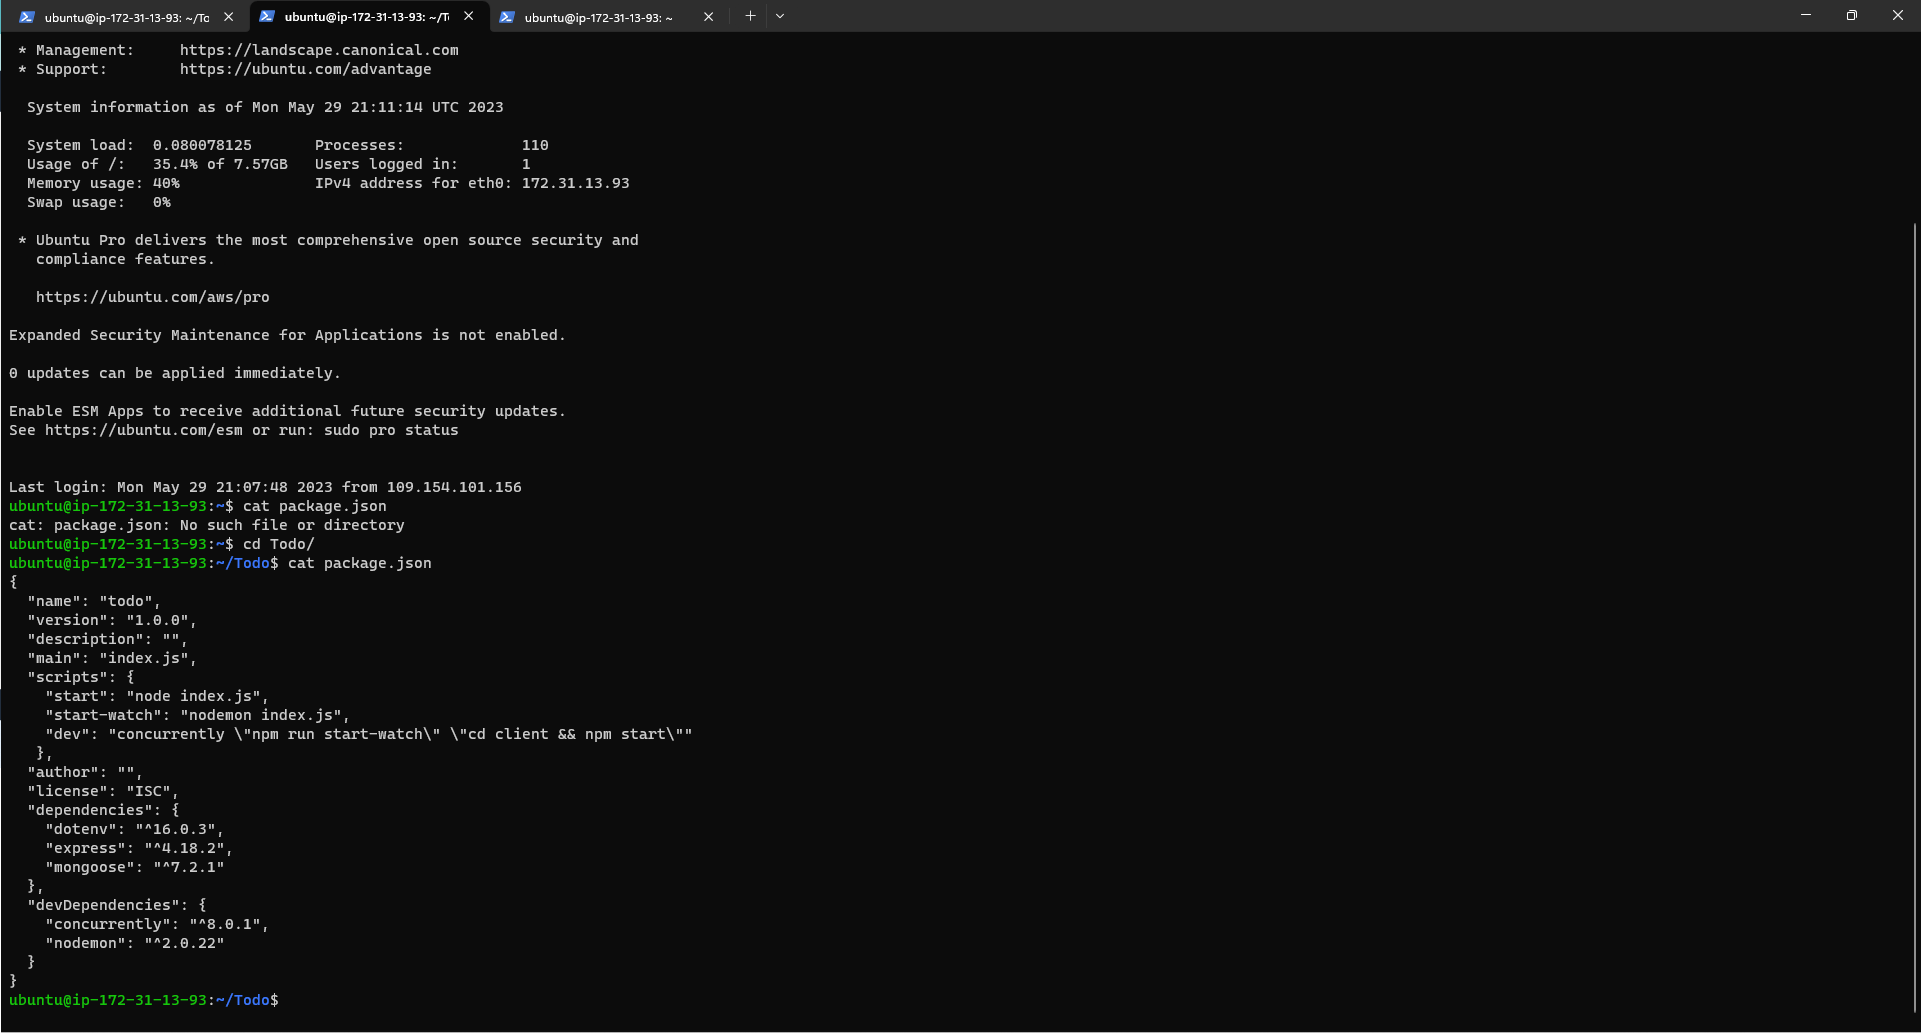 ubuntu@ip-172-31-13-93: ~/To
ubuntu@ip-172-31-13-93: ~/T
ubuntu@ip-172-31-13-93: ~
 * Management:     https://landscape.canonical.com
 * Support:        https://ubuntu.com/advantage
  System information as of Mon May 29 21:11:14 UTC 2023
  System load:  0.080078125       Processes:             110
  Usage of /:   35.4% of 7.57GB   Users logged in:       1
  Memory usage: 40%               IPv4 address for eth0: 172.31.13.93
  Swap usage:   0%
 * Ubuntu Pro delivers the most comprehensive open source security and
   compliance features.
   https://ubuntu.com/aws/pro
Expanded Security Maintenance for Applications is not enabled.
0 updates can be applied immediately.
Enable ESM Apps to receive additional future security updates.
See https://ubuntu.com/esm or run: sudo pro status
Last login: Mon May 29 21:07:48 2023 from 109.154.101.156
ubuntu@ip-172-31-13-93:~$ cat package.json
cat: package.json: No such file or directory
ubuntu@ip-172-31-13-93:~$ cd Todo/
ubuntu@ip-172-31-13-93:~/Todo$ cat package.json
{
  "name": "todo",
  "version": "1.0.0",
  "description": "",
  "main": "index.js",
  "scripts": {
    "start": "node index.js",
    "start-watch": "nodemon index.js",
    "dev": "concurrently \"npm run start-watch\" \"cd client && npm start\""
   },
  "author": "",
  "license": "ISC",
  "dependencies": {
    "dotenv": "^16.0.3",
    "express": "^4.18.2",
    "mongoose": "^7.2.1"
  },
  "devDependencies": {
    "concurrently": "^8.0.1",
    "nodemon": "^2.0.22"
  }
}
ubuntu@ip-172-31-13-93:~/Todo$